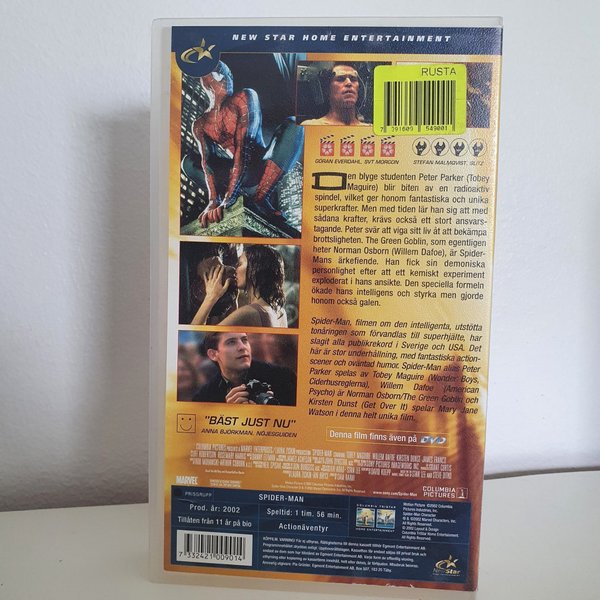 NEW STAR HOME ENTERTAINMENT
RUSTA
7 391609 549001
GÖRAN EVERDAHL, SVT MORGON
STEFAN MALMQVIST, GLITZ
Den blyge studenten Peter Parker (Tobey
Maguire) blir biten av en radioaktiv
spindel, vilket ger honom fantastiska och unika
superkrafter. Men med tiden lär han sig att med
sådana krafter, krävs också ett stort ansvars-
tagande. Peter svär att viga sitt liv åt att bekämpa
brottsligheten. The Green Goblin, som egentligen
heter Norman Osborn (Willem Dafoe), är Spider-
Mans ärkefiende. Han fick sin demoniska
personlighet efter att ett kemiskt experiment
exploderat i hans ansikte. Den speciella formeln
ökade hans intelligens och styrka men gjorde
honom också galen.
Spider-Man, filmen om den intelligenta, utstötta
tonåringen som förvandlas till superhjälte, har
slagit alla publikrekord i Sverige och USA. Det
här är stor underhållning, med fantastiska action-
scener och oväntad humor. Spider-Man alias Peter
Parker spelas av Tobey Maguire (Wonder Boys,
Ciderhusreglerna), Willem Dafoe (American
Psycho) är Norman Osborn/The Green Goblin och
Kirsten Dunst (Get Over It) spelar Mary Jane
Watson i denna helt unika film.
"BÄST JUST NU"
ANNA BJÖRKMAN, NÖJESGUIDEN
Denna film finns även på DVD
MARVEL
COLUMBIA
PICTURES
PRISGRUPP
SPIDER-MAN
Prod. år: 2002
Speltid: 1 tim. 56 min.
Tillåten från 11 år på bio
Actionäventyr
7 332421 009014
COLUMBIA TRISTAR
New Star